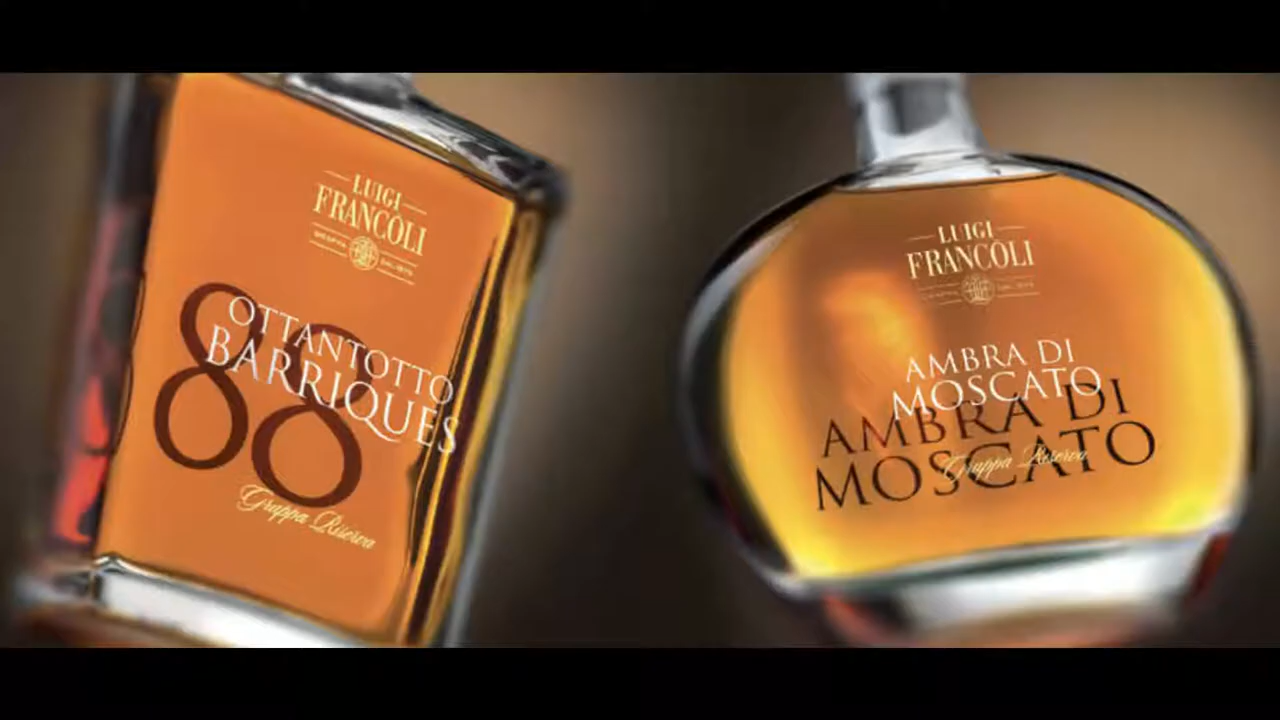 LUIGI
FRANCOLI
88
OTTANTOTTO
BARRIQUES
Grappa Riserva
LUIGI
FRANCOLI
AMBRA DI
MOSCATO
AMBRA DI
MOSCATO
Grappa Riserva